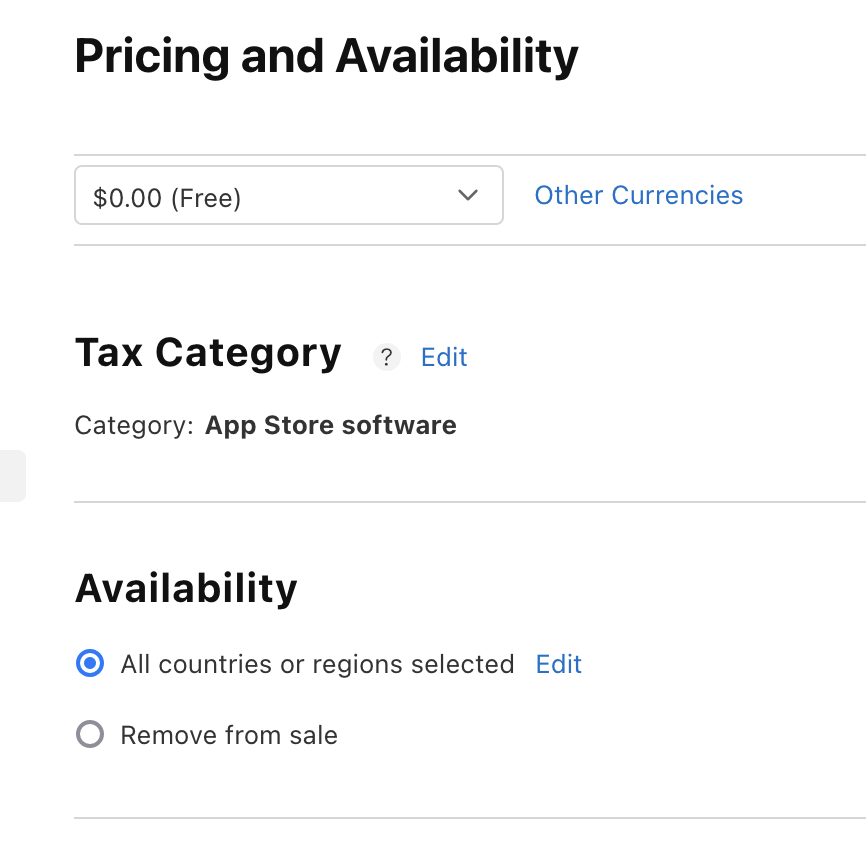 Pricing and Availability
$0.00 (Free) Other Currencies
Tax Category ? Edit
Category: App Store software
Availability
All countries or regions selected Edit
Remove from sale